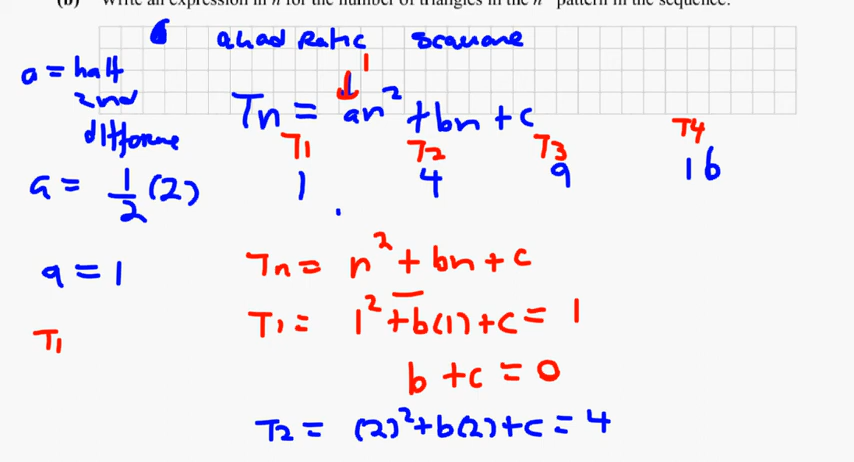 (b) Write an expression in n for the number of triangles in the nth pattern in the sequence.
quad Ratic Square
a = half
2nd
difference
1
Tn = an² + bn + c
T1 T2 T3 T4
a = 1/2 (2) 1 4 9 16
a = 1
Tn = n² + bn + c
T1 = 1² + b(1) + c = 1
T1
b + c = 0
T2 = (2)² + b(2) + c = 4